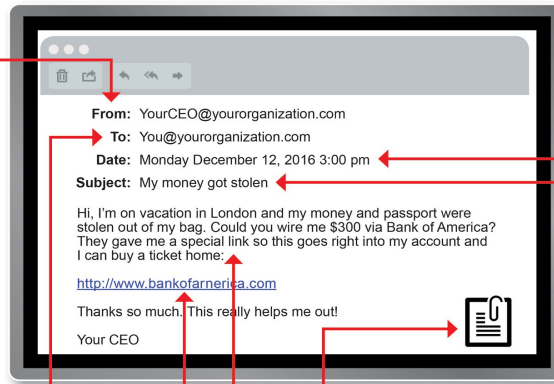 From: YourCEO@yourorganization.com
To: You@yourorganization.com
Date: Monday December 12, 2016 3:00 pm
Subject: My money got stolen
Hi, I'm on vacation in London and my money and passport were
stolen out of my bag. Could you wire me $300 via Bank of America?
They gave me a special link so this goes right into my account and
I can buy a ticket home:
http://www.bankofarnerica.com
Thanks so much. This really helps me out!
Your CEO